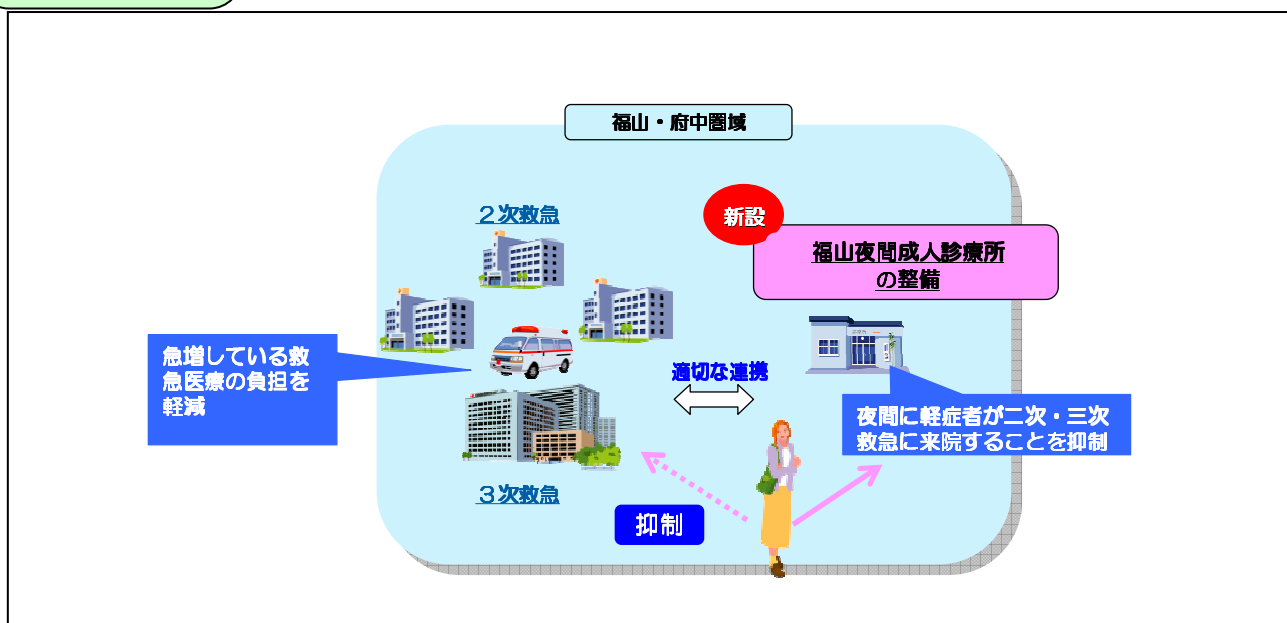 福山・府中圏域
２次救急
新設
福山夜間成人診療所
の整備
急増している救
急医療の負担を
軽減
適切な連携
夜間に軽症者が二次・三次
救急に来院することを抑制
３次救急
抑制